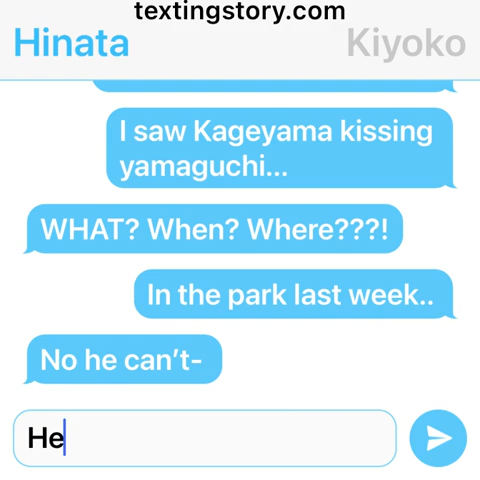 textingstory.com
Hinata
Kiyoko
I saw Kageyama kissing
yamaguchi...
WHAT? When? Where???!
In the park last week..
No he can’t-
He